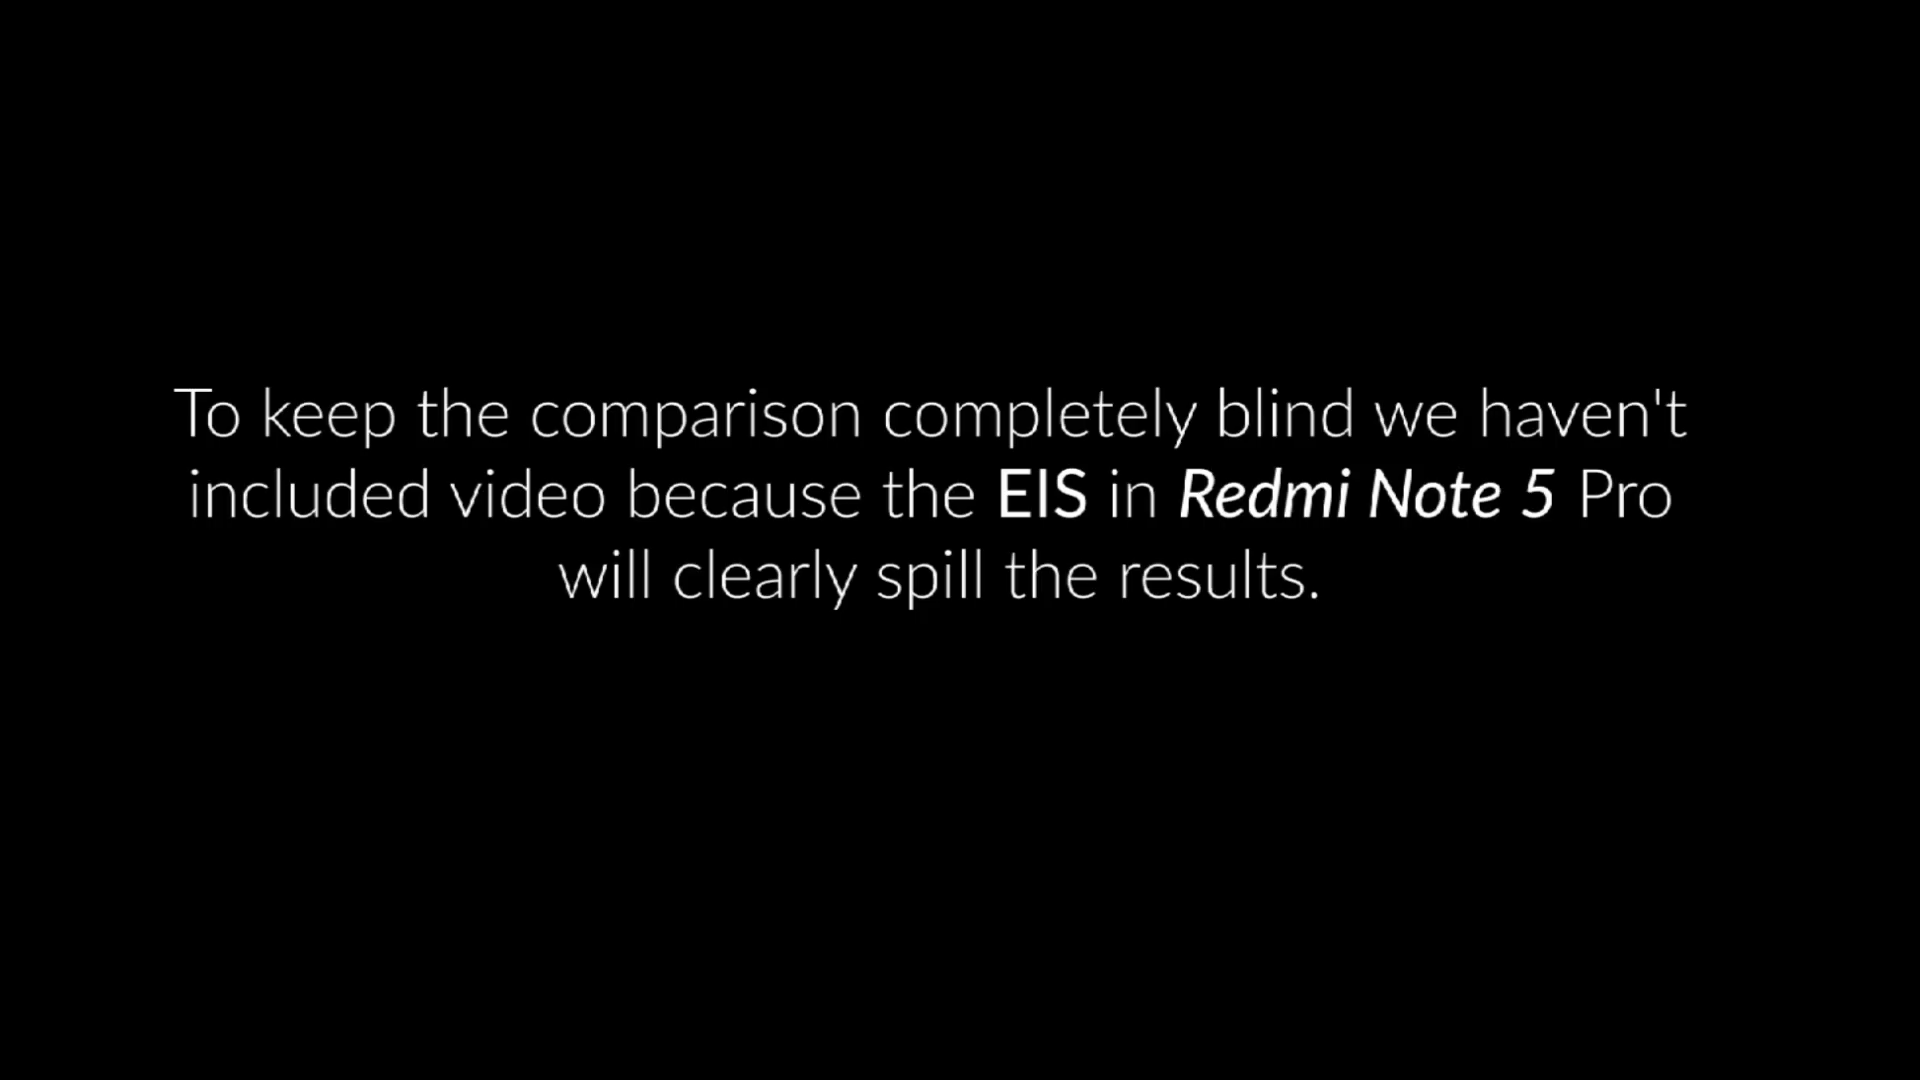 To keep the comparison completely blind we haven't
included video because the EIS in Redmi Note 5 Pro
will clearly spill the results.